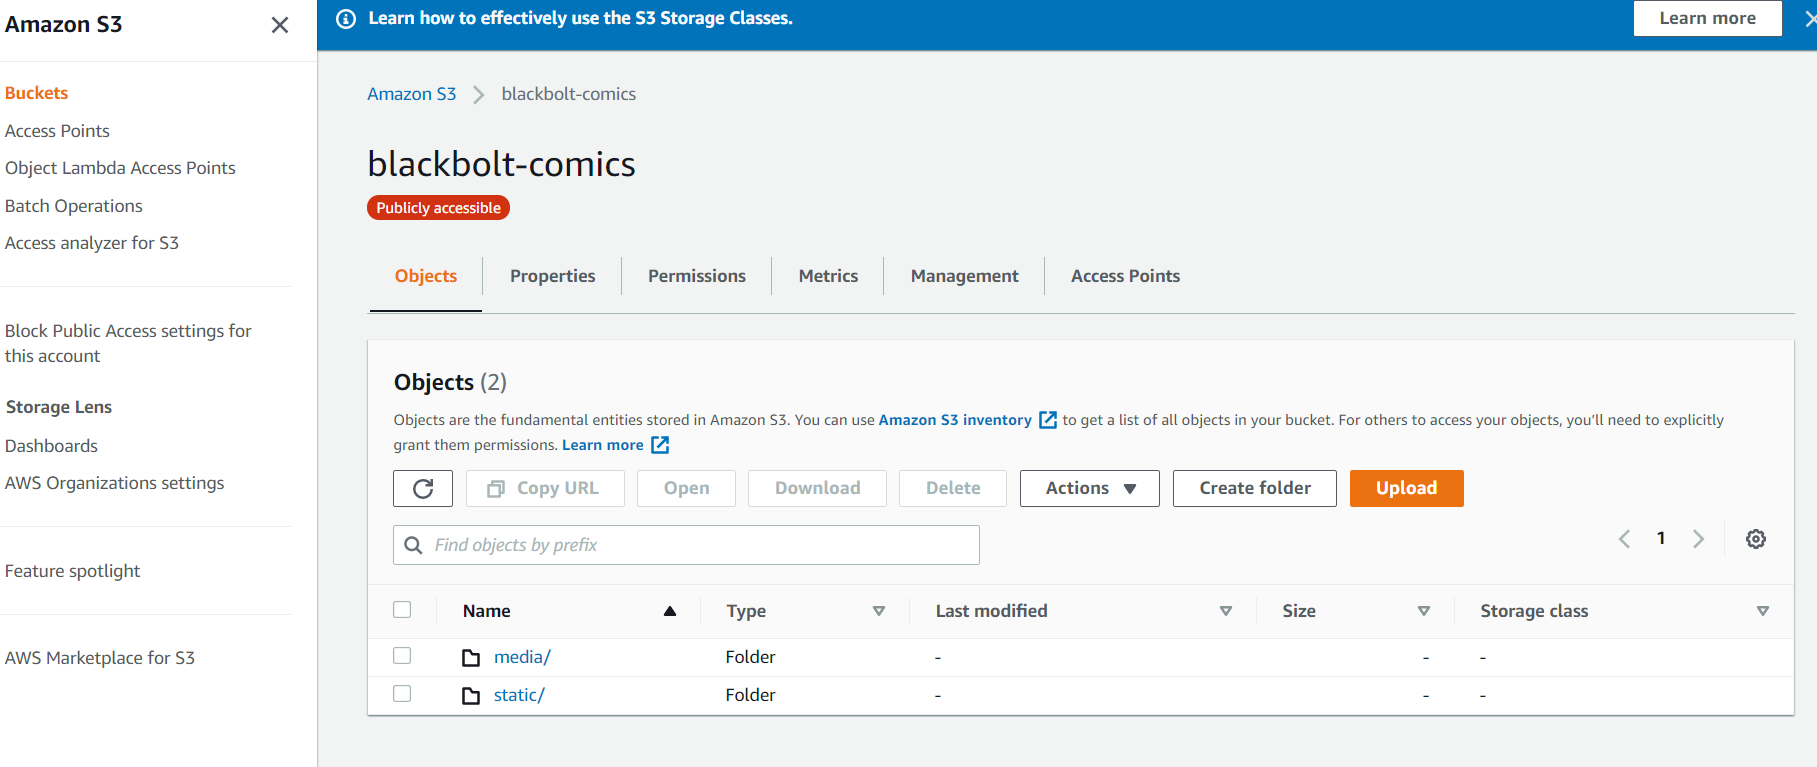 Amazon S3
Learn how to effectively use the S3 Storage Classes.
Learn more
Buckets
Access Points
Object Lambda Access Points
Batch Operations
Access analyzer for S3
Block Public Access settings for
this account
Storage Lens
Dashboards
AWS Organizations settings
Feature spotlight
AWS Marketplace for S3
Amazon S3 blackbolt-comics
blackbolt-comics
Publicly accessible
Objects Properties Permissions Metrics Management Access Points
Objects (2)
Objects are the fundamental entities stored in Amazon S3. You can use Amazon S3 inventory to get a list of all objects in your bucket. For others to access your objects, you'll need to explicitly
grant them permissions. Learn more
Copy URL Open Download Delete Actions Create folder Upload
Find objects by prefix
1
Name Type Last modified Size Storage class
media/ Folder - - -
static/ Folder - - -